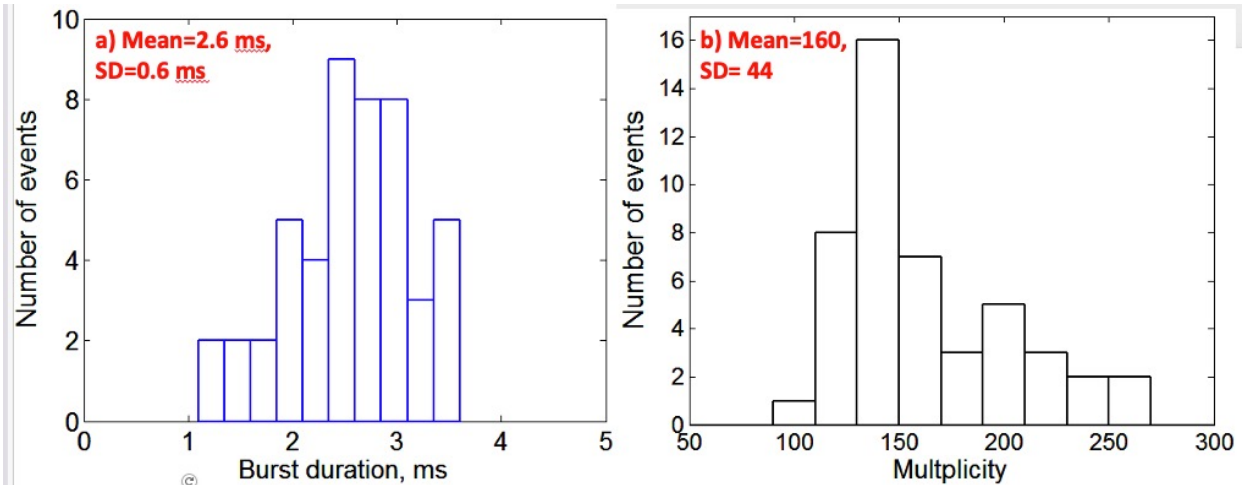 a) Mean=2.6 ms,
SD=0.6 ms
10
8
6
4
2
0
Number of events
0 1 2 3 4 5
Burst duration, ms
b) Mean=160,
SD= 44
16
14
12
10
8
6
4
2
0
Number of events
50 100 150 200 250 300
Multplicity